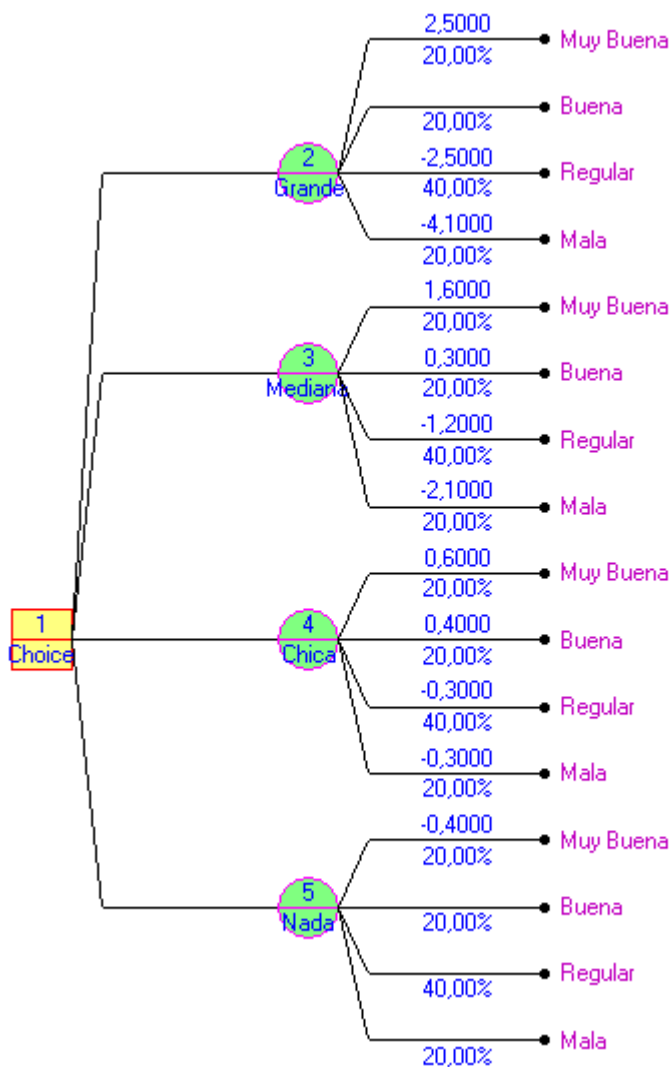 2,5000
20,00%
Muy Buena
20,00%
Buena
2
Grande
-2,5000
40,00%
Regular
-4,1000
20,00%
Mala
1,6000
20,00%
Muy Buena
3
Mediana
0,3000
20,00%
Buena
-1,2000
40,00%
Regular
-2,1000
20,00%
Mala
0,6000
20,00%
Muy Buena
1
Choice
4
Chica
0,4000
20,00%
Buena
-0,3000
40,00%
Regular
-0,3000
20,00%
Mala
-0,4000
20,00%
Muy Buena
5
Nada
20,00%
Buena
40,00%
Regular
20,00%
Mala